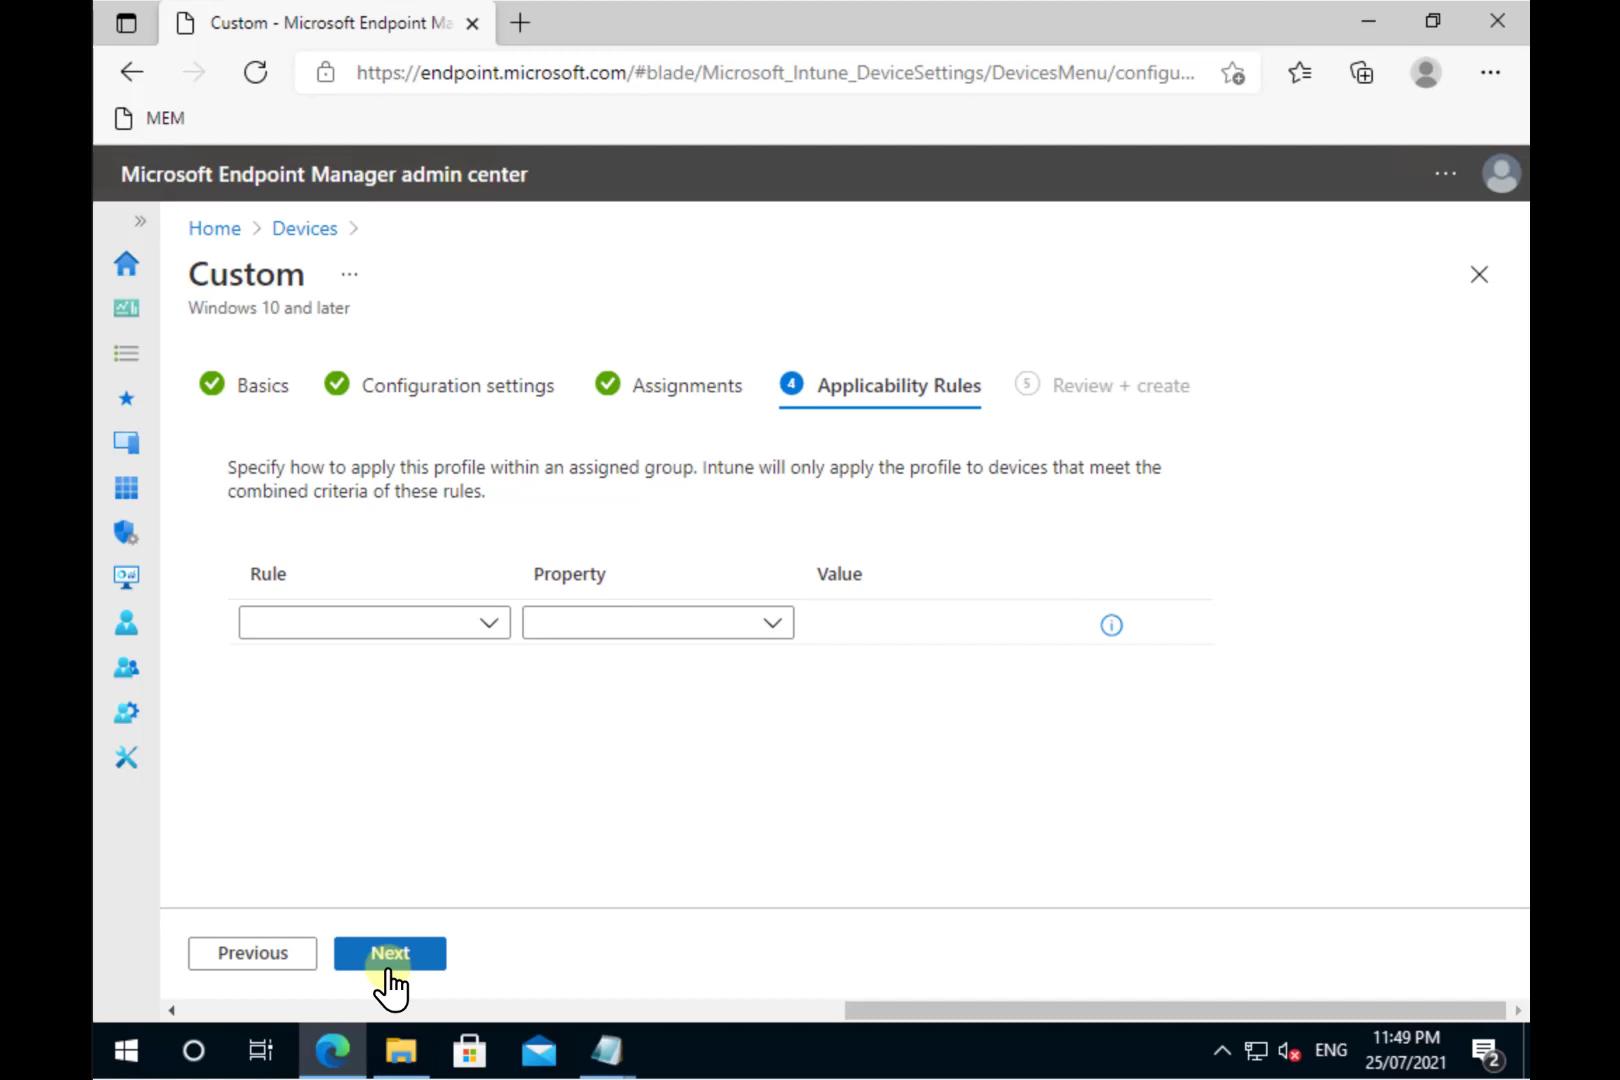 Custom - Microsoft Endpoint Ma
https://endpoint.microsoft.com/#blade/Microsoft_Intune_DeviceSettings/DevicesMenu/configu...
MEM
Microsoft Endpoint Manager admin center
Home > Devices >
Custom ...
Windows 10 and later
Basics Configuration settings Assignments 4 Applicability Rules 5 Review + create
Specify how to apply this profile within an assigned group. Intune will only apply the profile to devices that meet the
combined criteria of these rules.
Rule Property Value
Previous Next
ENG
11:49 PM
25/07/2021
2